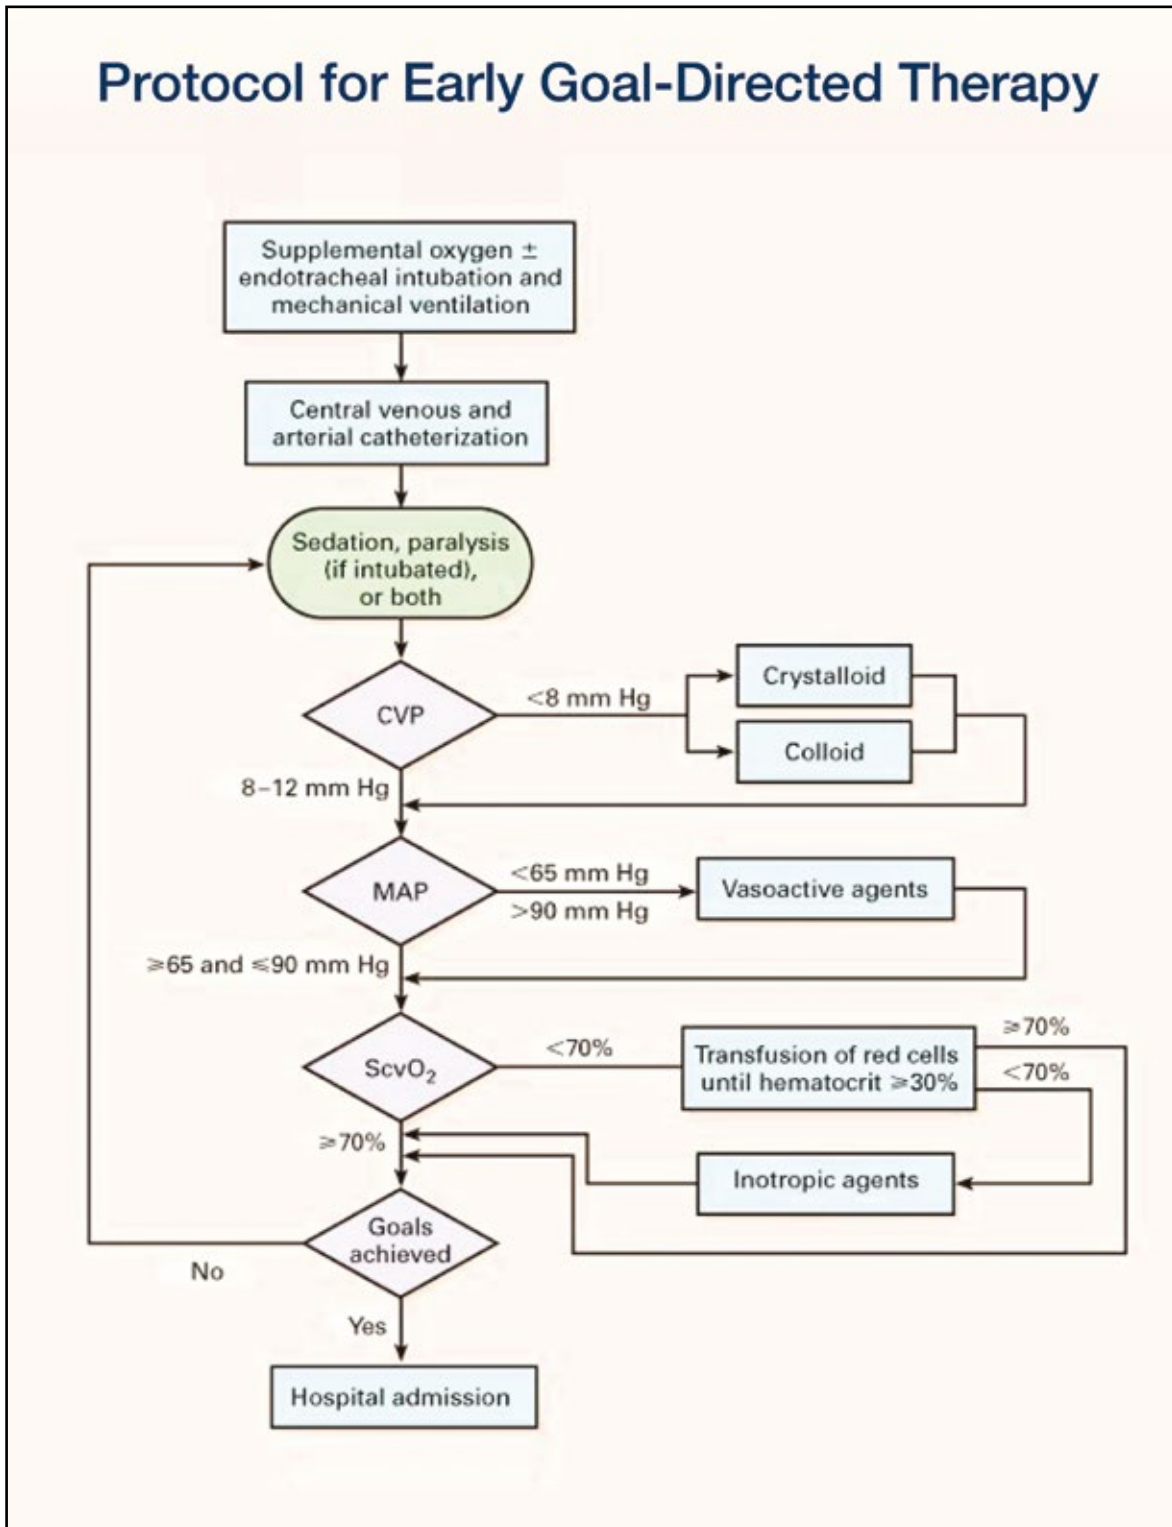 Protocol for Early Goal-Directed Therapy
Supplemental oxygen ±
endotracheal intubation and
mechanical ventilation
Central venous and
arterial catheterization
Sedation, paralysis
(if intubated),
or both
CVP
<8 mm Hg
Crystalloid
Colloid
8–12 mm Hg
MAP
<65 mm Hg
>90 mm Hg
Vasoactive agents
⩾65 and ⩽90 mm Hg
ScvO₂
<70%
Transfusion of red cells
until hematocrit ⩾30%
⩾70%
<70%
⩾70%
Inotropic agents
Goals
achieved
No
Yes
Hospital admission